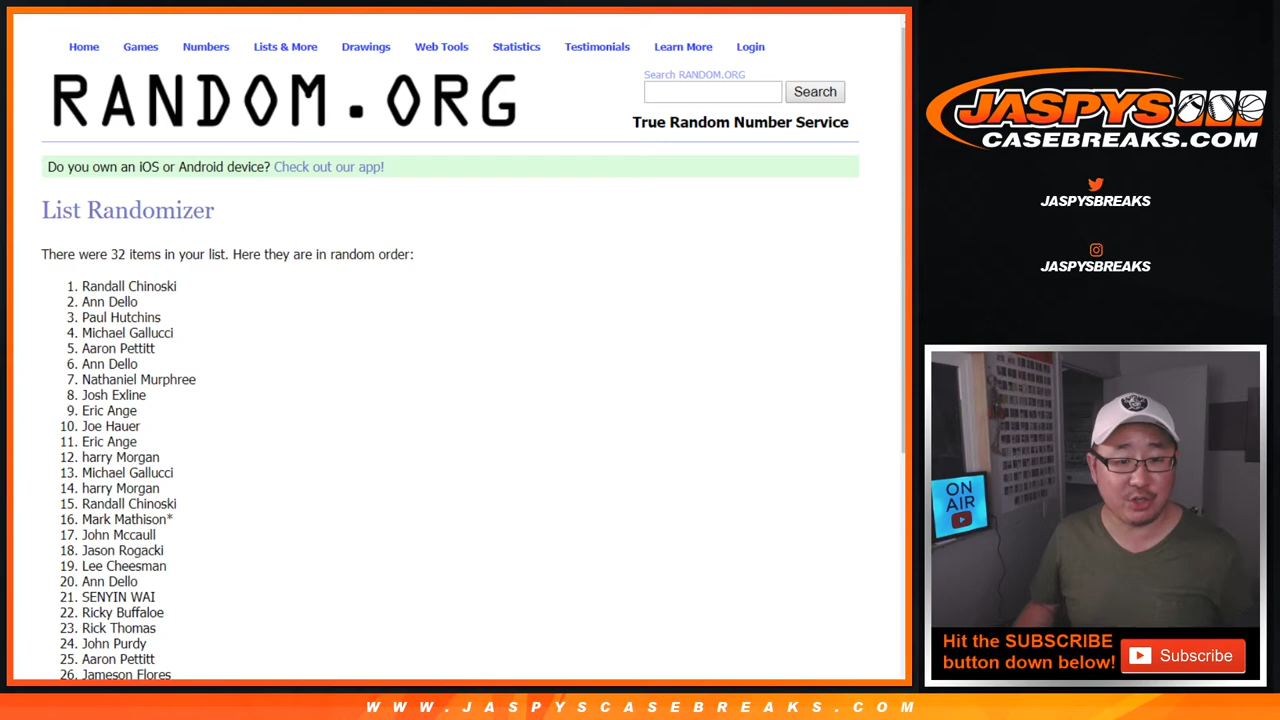 Home Games Numbers Lists & More Drawings Web Tools Statistics Testimonials Learn More Login
RANDOM.ORG
Search RANDOM.ORG
Search
True Random Number Service
Do you own an iOS or Android device? Check out our app!
List Randomizer
There were 32 items in your list. Here they are in random order:
1. Randall Chinoski
2. Ann Dello
3. Paul Hutchins
4. Michael Gallucci
5. Aaron Pettitt
6. Ann Dello
7. Nathaniel Murphree
8. Josh Exline
9. Eric Ange
10. Joe Hauer
11. Eric Ange
12. harry Morgan
13. Michael Gallucci
14. harry Morgan
15. Randall Chinoski
16. Mark Mathison*
17. John Mccaull
18. Jason Rogacki
19. Lee Cheesman
20. Ann Dello
21. SENYIN WAI
22. Ricky Buffaloe
23. Rick Thomas
24. John Purdy
25. Aaron Pettitt
26. Jameson Flores
JASPYS
CASEBREAKS.COM
JASPYSBREAKS
JASPYSBREAKS
ON
AIR
Hit the SUBSCRIBE
button down below!
Subscribe
WWW.JASPYSCASEBREAKS.COM